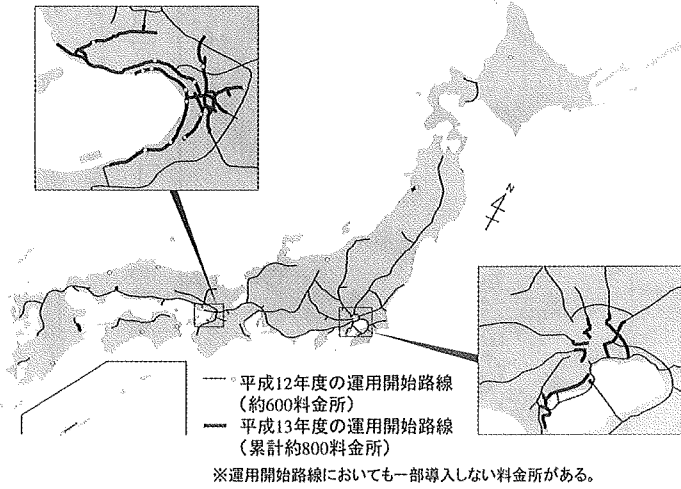 N
平成12年度の運用開始路線
（約600料金所）
平成13年度の運用開始路線
（累計約800料金所）
※運用開始路線においても一部導入しない料金所がある。